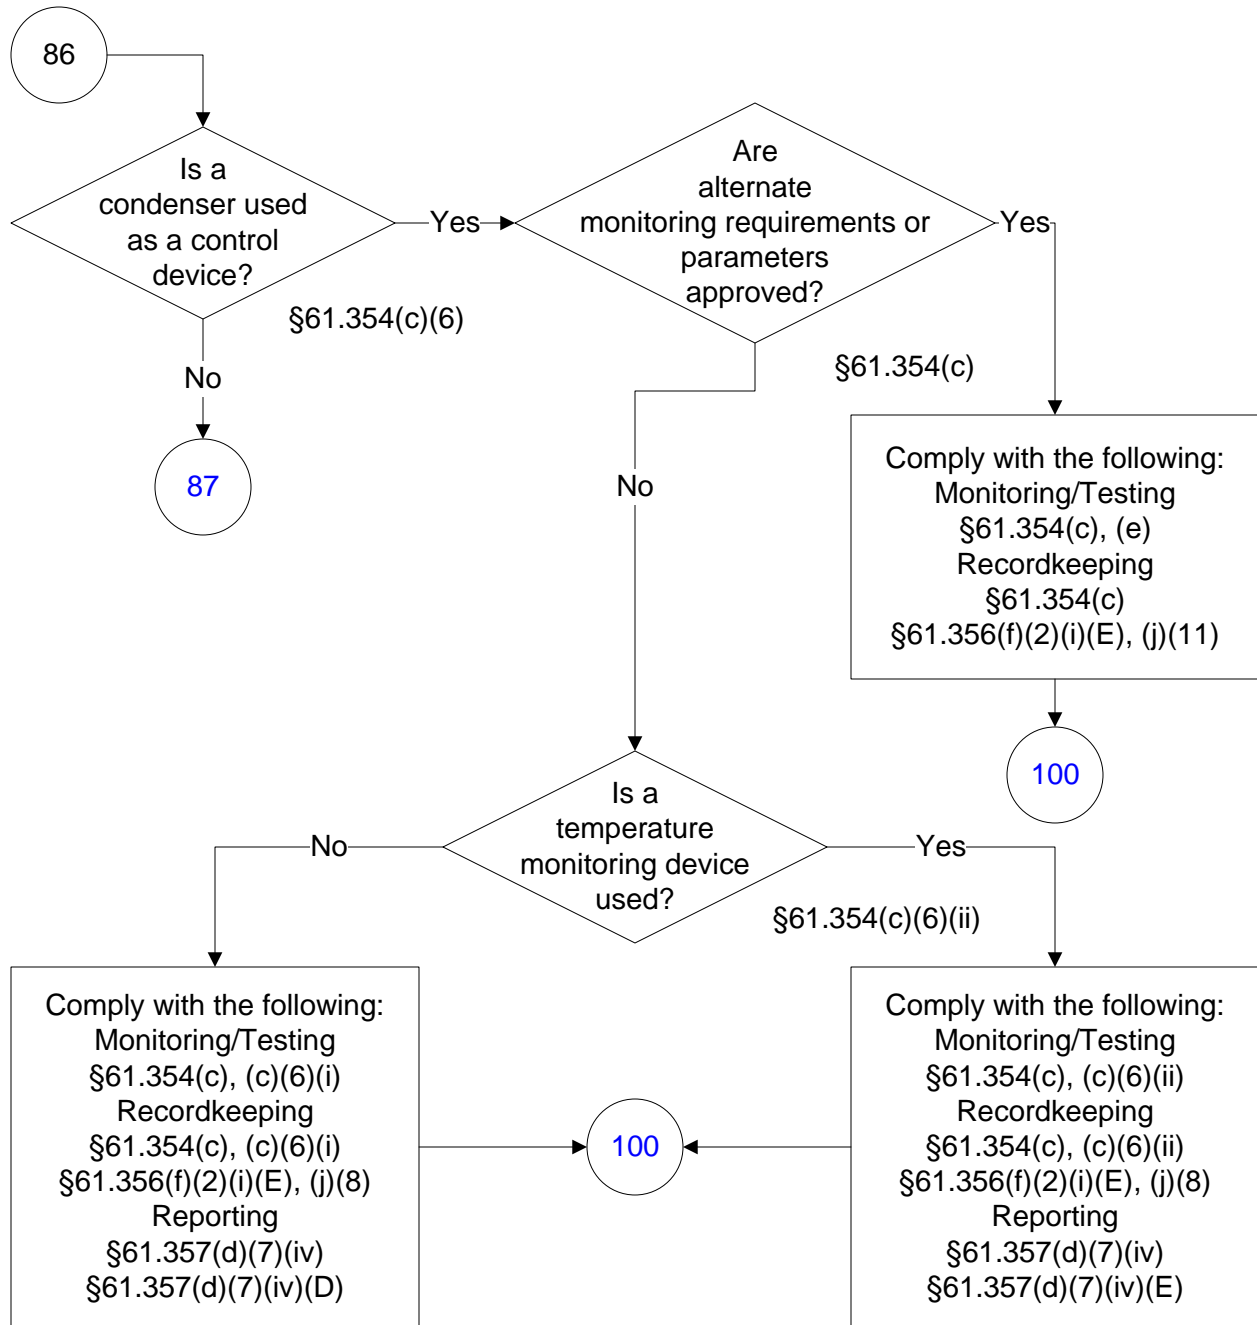 86
Is a
condenser used
as a control
device?
Yes
§61.354(c)(6)
No
87
Are
alternate
monitoring requirements or
parameters
approved?
Yes
§61.354(c)
No
Comply with the following:
Monitoring/Testing
§61.354(c), (e)
Recordkeeping
§61.354(c)
§61.356(f)(2)(i)(E), (j)(11)
100
Is a
temperature
monitoring device
used?
No
Yes
§61.354(c)(6)(ii)
Comply with the following:
Monitoring/Testing
§61.354(c), (c)(6)(i)
Recordkeeping
§61.354(c), (c)(6)(i)
§61.356(f)(2)(i)(E), (j)(8)
Reporting
§61.357(d)(7)(iv)
§61.357(d)(7)(iv)(D)
100
Comply with the following:
Monitoring/Testing
§61.354(c), (c)(6)(ii)
Recordkeeping
§61.354(c), (c)(6)(ii)
§61.356(f)(2)(i)(E), (j)(8)
Reporting
§61.357(d)(7)(iv)
§61.357(d)(7)(iv)(E)